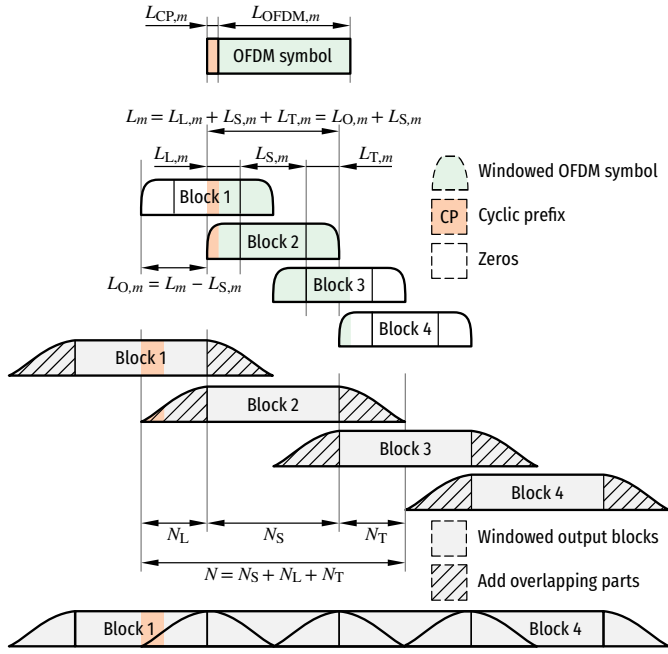 L_CP,m L_OFDM,m
OFDM symbol
L_m = L_L,m + L_S,m + L_T,m = L_O,m + L_S,m
L_L,m L_S,m L_T,m
Windowed OFDM symbol
Block 1
CP Cyclic prefix
Block 2
Zeros
L_O,m = L_m − L_S,m
Block 3
Block 4
Block 1
Block 2
Block 3
Block 4
N_L N_S N_T
Windowed output blocks
N = N_S + N_L + N_T
Add overlapping parts
Block 1 Block 4